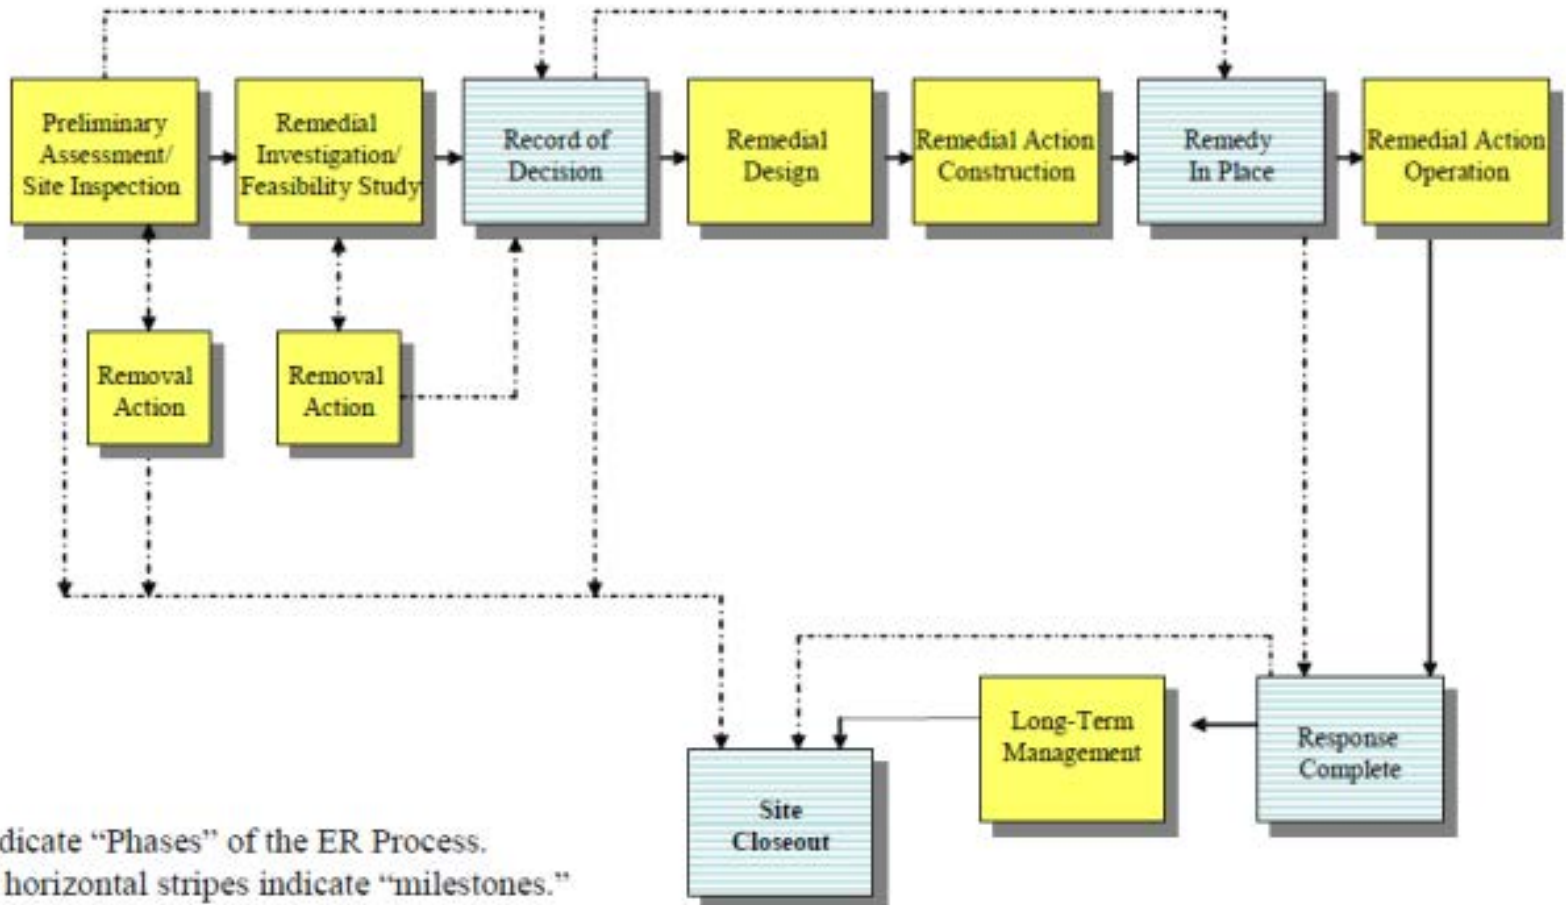 Preliminary
Assessment/
Site Inspection
Remedial
Investigation/
Feasibility Study
Record of
Decision
Remedial
Design
Remedial Action
Construction
Remedy
In Place
Remedial Action
Operation
Removal
Action
Removal
Action
Long-Term
Management
Response
Complete
Site
Closeout
dicate “Phases” of the ER Process.
horizontal stripes indicate “milestones.”